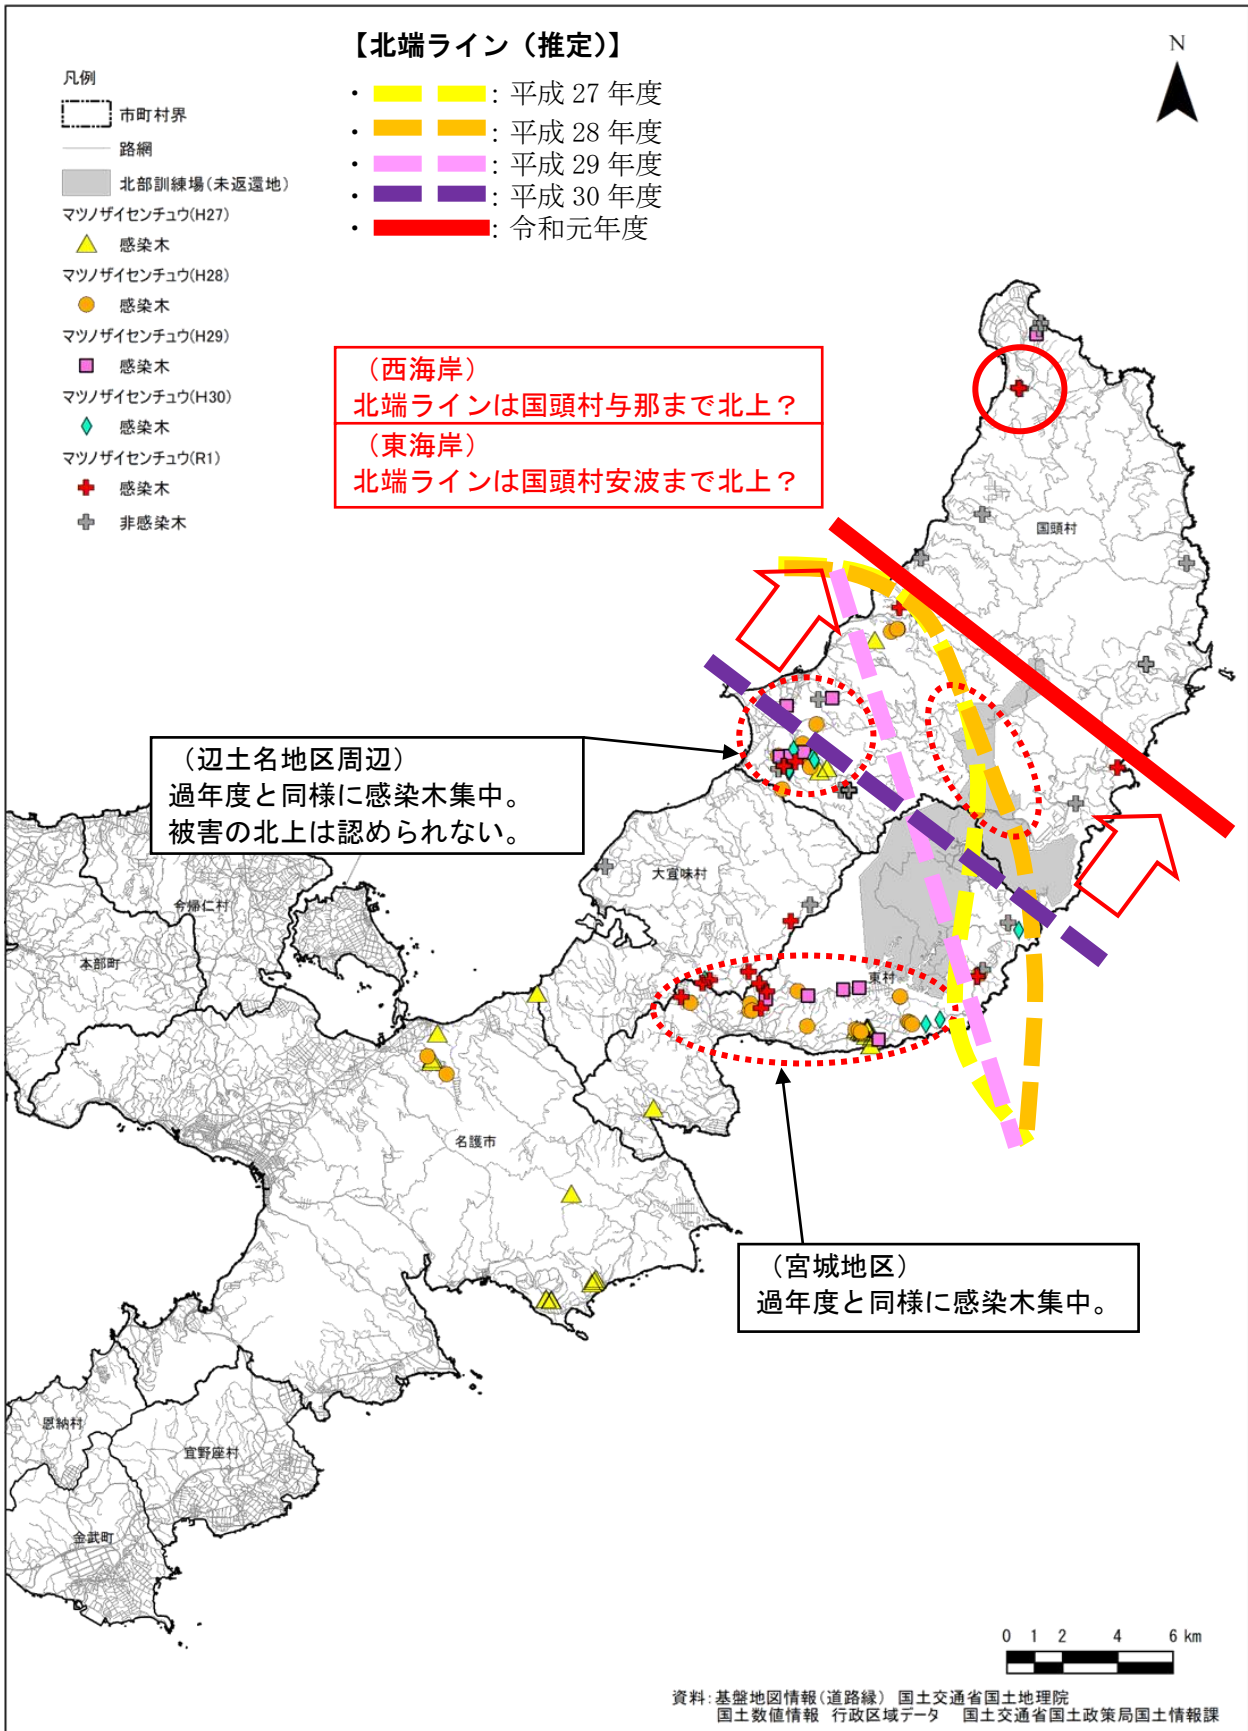 【北端ライン（推定）】
・ : 平成 27 年度
・ : 平成 28 年度
・ : 平成 29 年度
・ : 平成 30 年度
・ : 令和元年度
N
凡例
市町村界
路網
北部訓練場(未返還地)
マツノザイセンチュウ(H27)
感染木
マツノザイセンチュウ(H28)
感染木
マツノザイセンチュウ(H29)
感染木
マツノザイセンチュウ(H30)
感染木
マツノザイセンチュウ(R1)
感染木
非感染木
（西海岸）
北端ラインは国頭村与那まで北上？
（東海岸）
北端ラインは国頭村安波まで北上？
国頭村
（辺土名地区周辺）
過年度と同様に感染木集中。
被害の北上は認められない。
大宜味村
今帰仁村
本部町
東村
名護市
（宮城地区）
過年度と同様に感染木集中。
恩納村
宜野座村
金武町
0 1 2 4 6 km
資料:基盤地図情報(道路縁) 国土交通省国土地理院
国土数値情報 行政区域データ 国土交通省国土政策局国土情報課